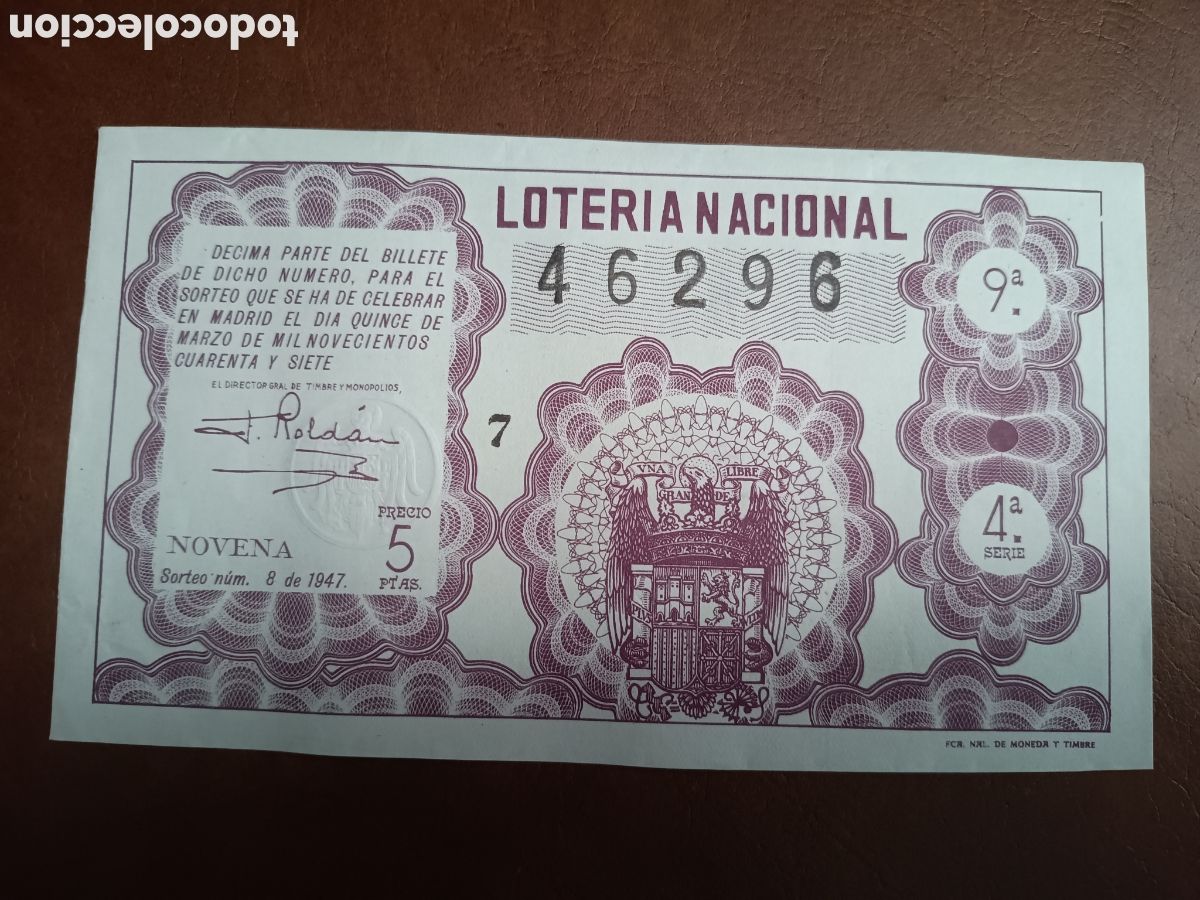 todocoleccion
LOTERIA NACIONAL
46296
DECIMA PARTE DEL BILLETE
DE DICHO NUMERO, PARA EL
SORTEO QUE SE HA DE CELEBRAR
EN MADRID EL DIA QUINCE DE
MARZO DE MIL NOVECIENTOS
CUARENTA Y SIETE
EL DIRECTOR GRAL DE TIMBRE Y MONOPOLIOS,
J. Roldán
NOVENA
PRECIO
5
PTAS.
Sorteo núm. 8 de 1947.
7
VNA
LIBRE
GRANDE
9ª.
4ª.
SERIE
FCA. NAL. DE MONEDA Y TIMBRE